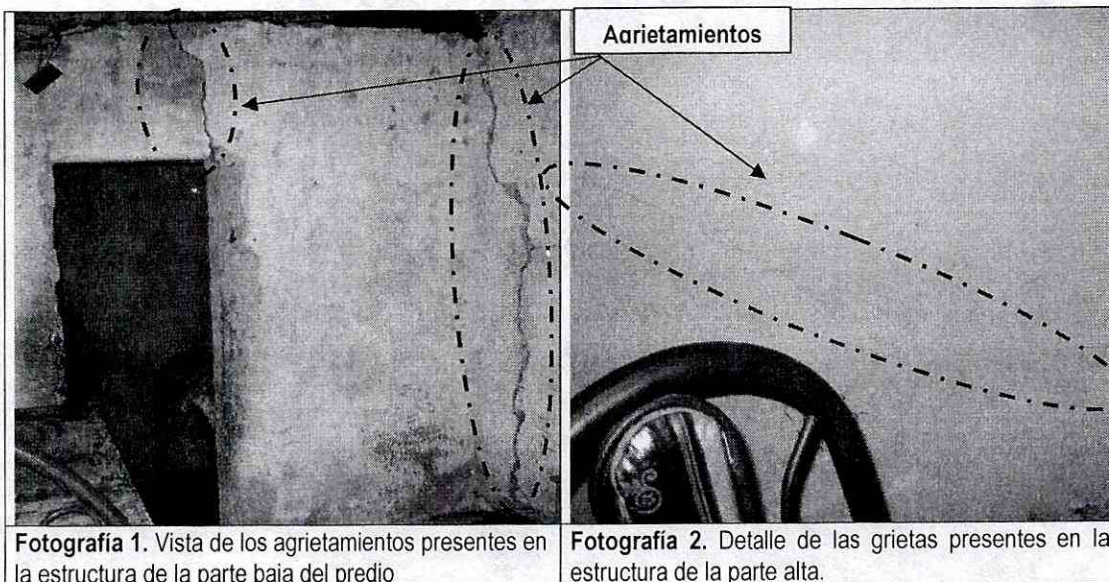 Agrietamientos
Fotografía 1. Vista de los agrietamientos presentes en
la estructura de la parte baja del predio
Fotografía 2. Detalle de las grietas presentes en la
estructura de la parte alta.